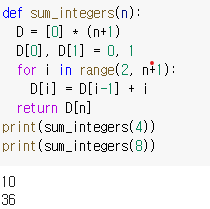 def sum_integers(n):
  D = [0] * (n+1)
  D[0], D[1] = 0, 1
  for i in range(2, n+1):
    D[i] = D[i-1] + i
  return D[n]
print(sum_integers(4))
print(sum_integers(8))
10
36